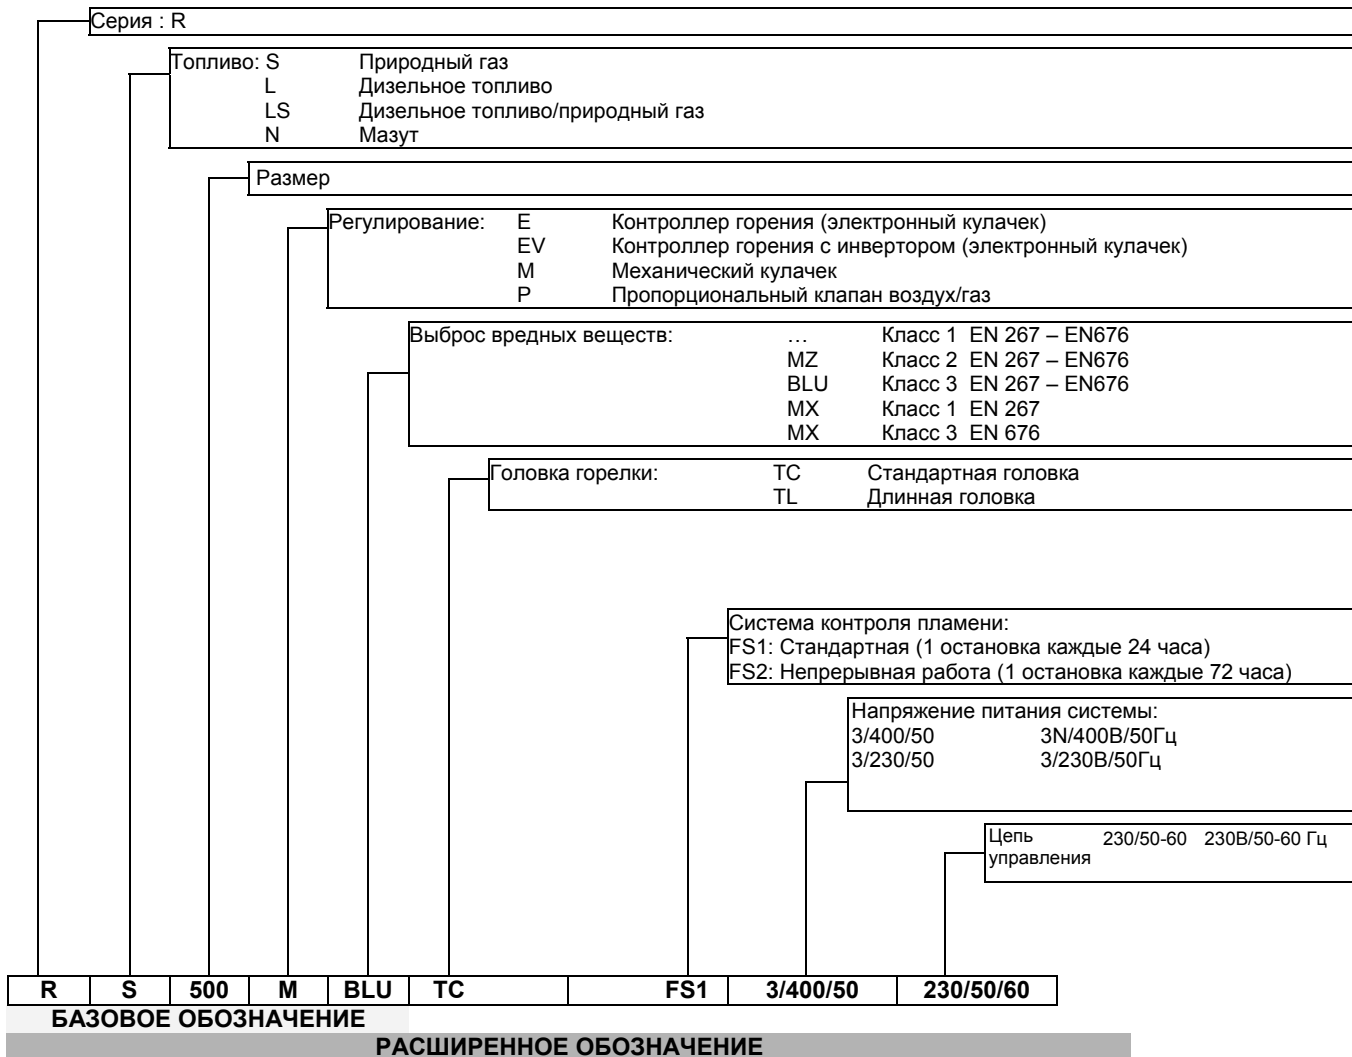 Серия : R
Топливо: S Природный газ
L Дизельное топливо
LS Дизельное топливо/природный газ
N Мазут
Размер
Регулирование: E Контроллер горения (электронный кулачек)
EV Контроллер горения с инвертором (электронный кулачек)
M Механический кулачек
P Пропорциональный клапан воздух/газ
Выброс вредных веществ: … Класс 1 EN 267 – EN676
MZ Класс 2 EN 267 – EN676
BLU Класс 3 EN 267 – EN676
MX Класс 1 EN 267
MX Класс 3 EN 676
Головка горелки: TC Стандартная головка
TL Длинная головка
Система контроля пламени:
FS1: Стандартная (1 остановка каждые 24 часа)
FS2: Непрерывная работа (1 остановка каждые 72 часа)
Напряжение питания системы:
3/400/50 3N/400В/50Гц
3/230/50 3/230В/50Гц
Цепь управления 230/50-60 230В/50-60 Гц
R S 500 M BLU TC FS1 3/400/50 230/50/60
БАЗОВОЕ ОБОЗНАЧЕНИЕ
РАСШИРЕННОЕ ОБОЗНАЧЕНИЕ